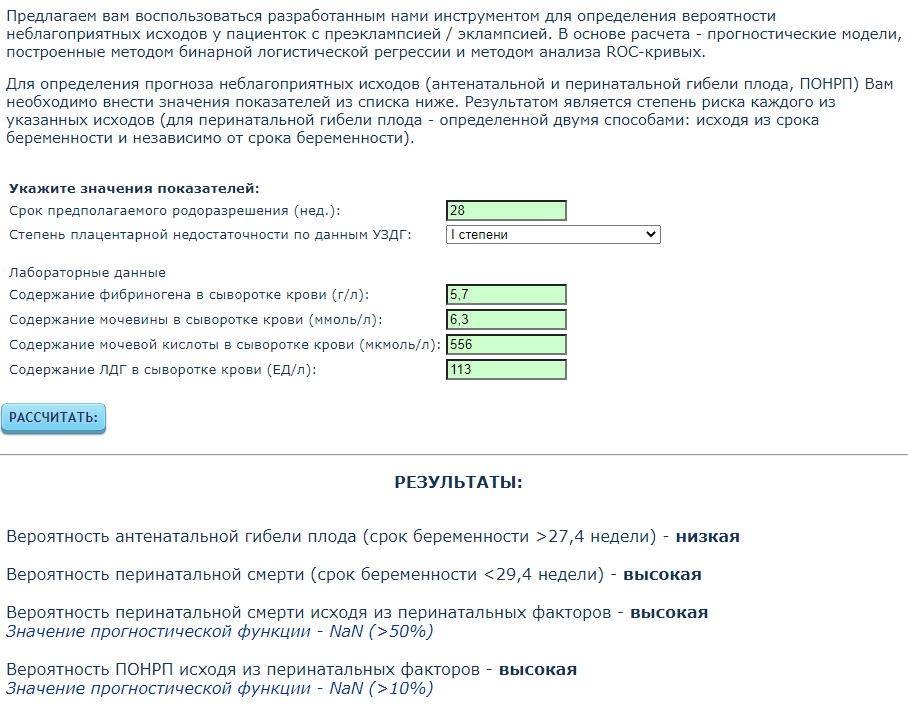 Предлагаем вам воспользоваться разработанным нами инструментом для определения вероятности
неблагоприятных исходов у пациенток с преэклампсией / эклампсией. В основе расчета - прогностические модели,
построенные методом бинарной логистической регрессии и методом анализа ROC-кривых.
Для определения прогноза неблагоприятных исходов (антенатальной и перинатальной гибели плода, ПОНРП) Вам
необходимо внести значения показателей из списка ниже. Результатом является степень риска каждого из
указанных исходов (для перинатальной гибели плода - определенной двумя способами: исходя из срока
беременности и независимо от срока беременности).
Укажите значения показателей:
Срок предполагаемого родоразрешения (нед.): 28
Степень плацентарной недостаточности по данным УЗДГ: I степени
Лабораторные данные
Содержание фибриногена в сыворотке крови (г/л): 5,7
Содержание мочевины в сыворотке крови (ммоль/л): 6,3
Содержание мочевой кислоты в сыворотке крови (мкмоль/л): 556
Содержание ЛДГ в сыворотке крови (ЕД/л): 113
РАССЧИТАТЬ:
РЕЗУЛЬТАТЫ:
Вероятность антенатальной гибели плода (срок беременности >27,4 недели) - низкая
Вероятность перинатальной смерти (срок беременности <29,4 недели) - высокая
Вероятность перинатальной смерти исходя из перинатальных факторов - высокая
Значение прогностической функции - NaN (>50%)
Вероятность ПОНРП исходя из перинатальных факторов - высокая
Значение прогностической функции - NaN (>10%)